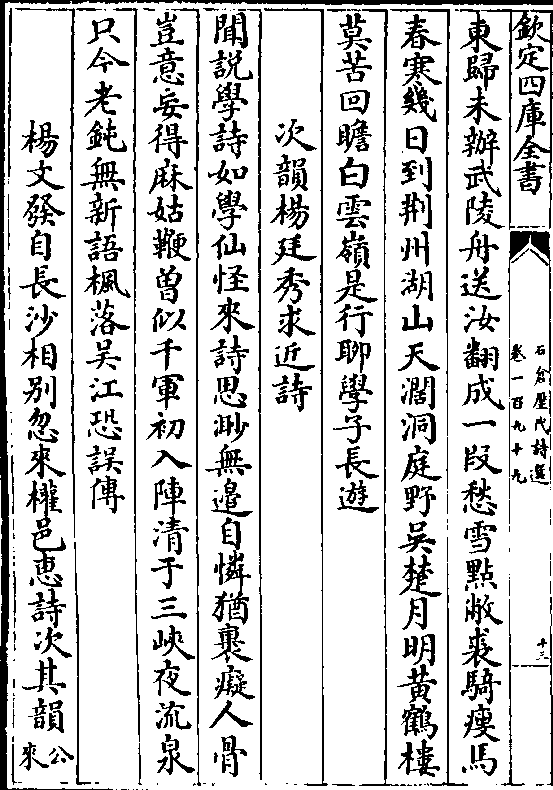 欽定四庫全書
石倉歷代詩選
卷一百九十九
十三
東歸未辦武陵舟送汝翻成一段愁雪點敝裘騎瘦馬
春寒幾日到荆州湖山天濶洞庭野吳楚月明黃鶴樓
莫苦回瞻白雲嶺是行聊學子長遊
次韻楊廷秀求近詩
聞説學詩如學仙怪來詩思渺無邉自憐猶裹癡人骨
豈意妄得麻姑鞭曽似千軍初入陣清于三峽夜流泉
只今老鈍無新語楓落吳江恐誤傳
楊文發自長沙相别忽來權邑惠詩次其韻公來